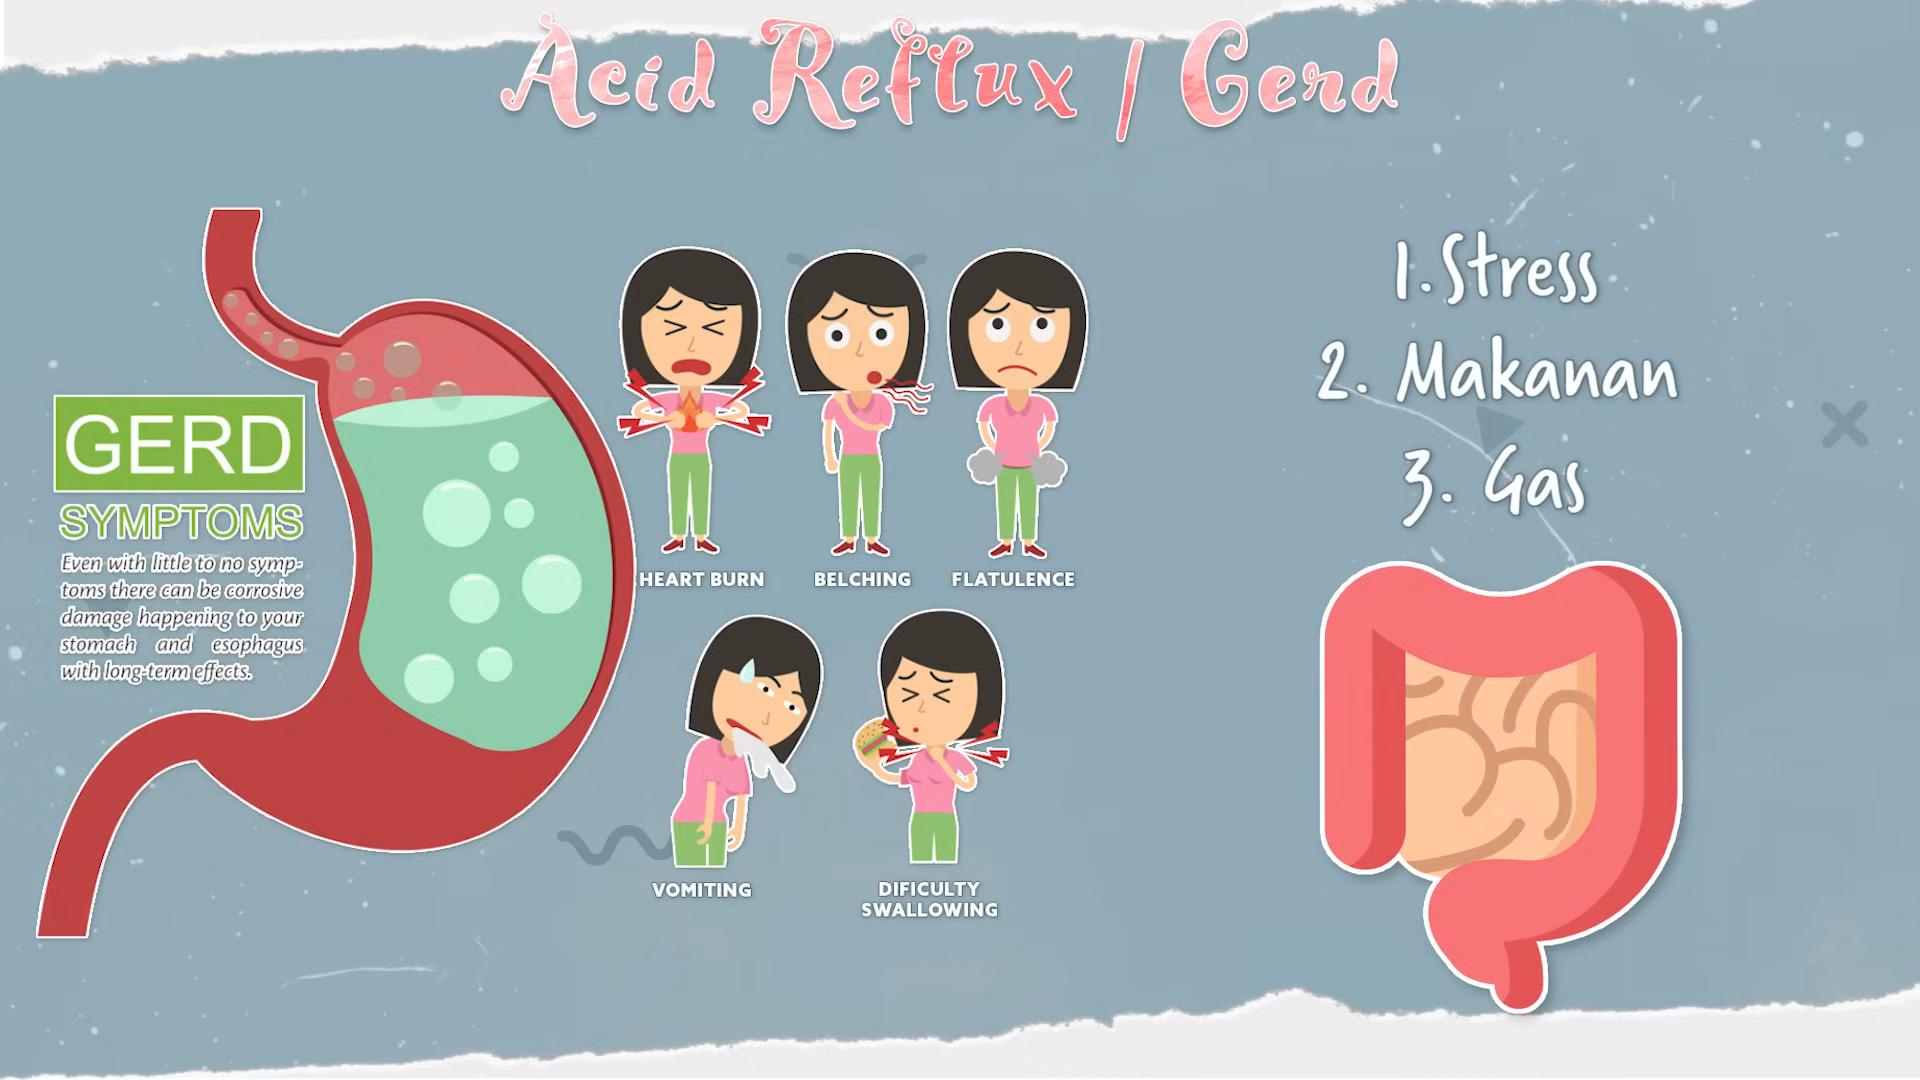 Acid Reflux / Gerd
GERD
SYMPTOMS
Even with little to no symp-
toms there can be corrosive
damage happening to your
stomach and esophagus
with long-term effects.
HEART BURN
BELCHING
FLATULENCE
VOMITING
DIFICULTY
SWALLOWING
1. Stress
2. Makanan
3. Gas